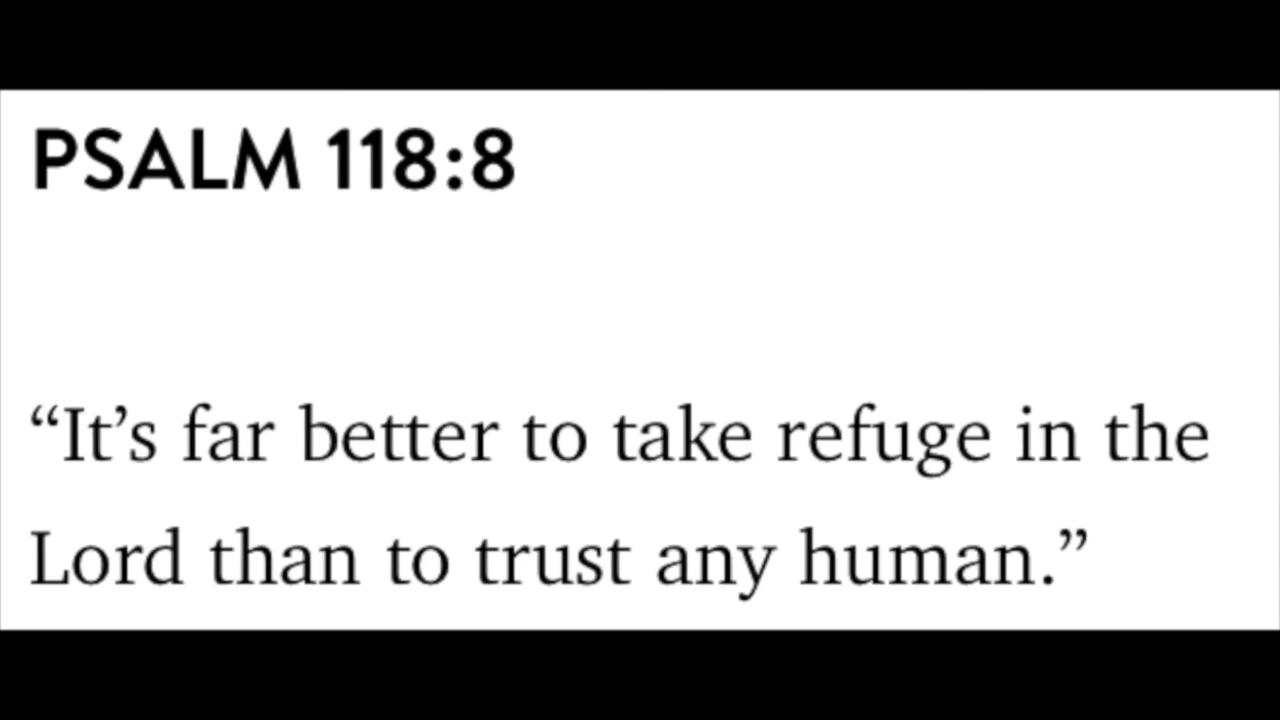 PSALM 118:8
“It’s far better to take refuge in the
Lord than to trust any human.”